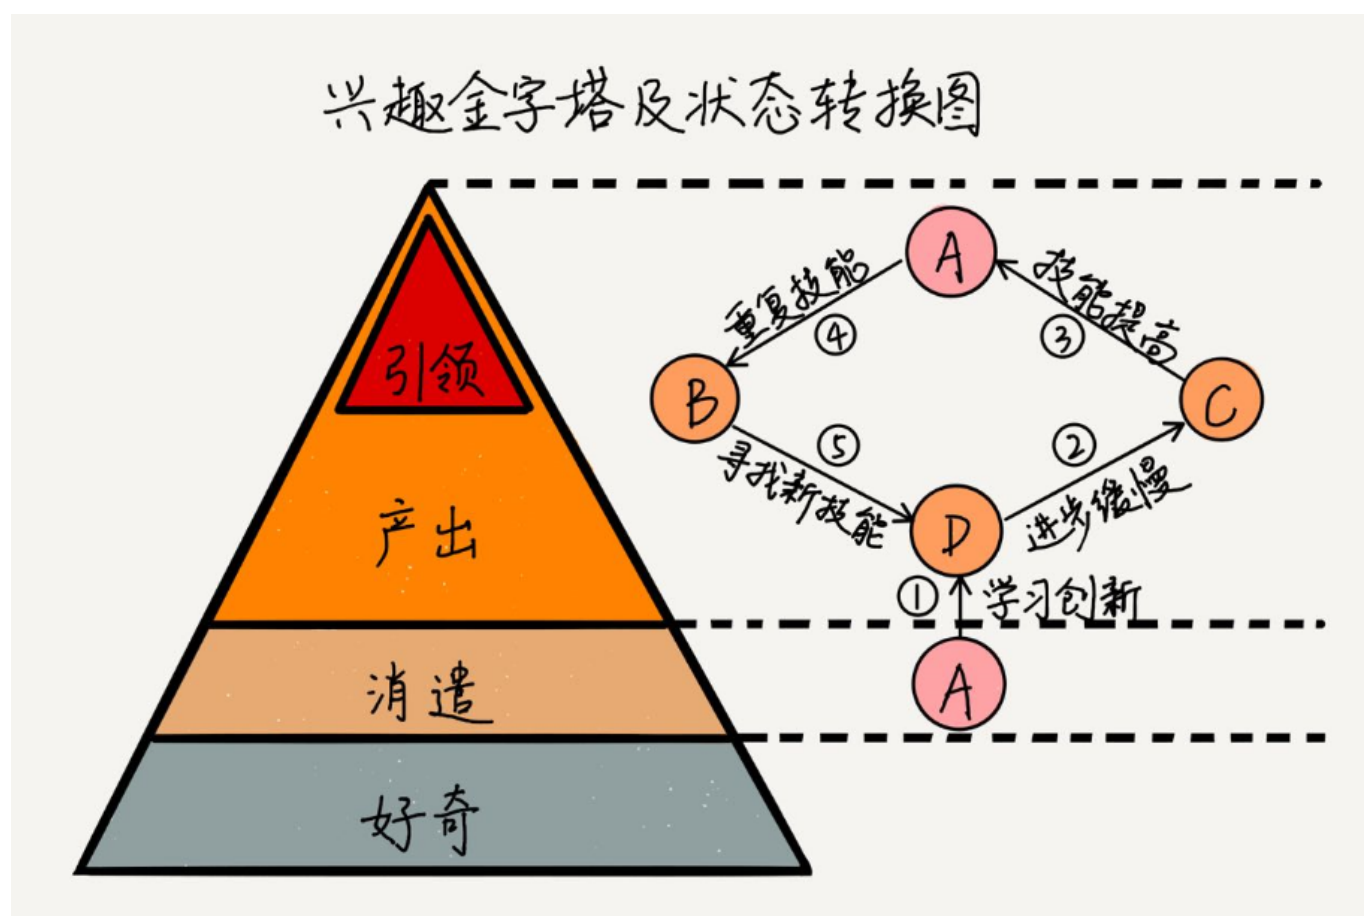 兴趣金字塔及状态转换图
A
重复技能
技能提高
④
③
引领
B
C
⑤
②
寻找新技能
进步缓慢
产出
D
①
学习创新
消遣
A
好奇